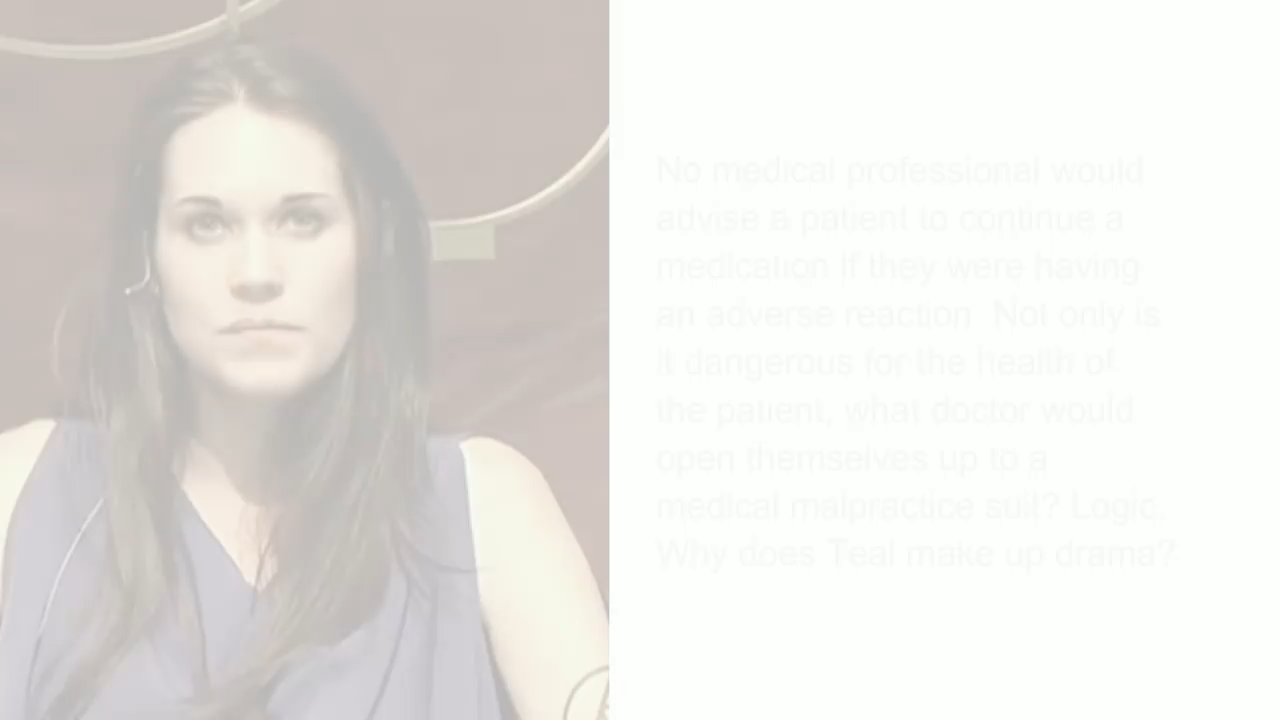 No medical professional would
advise a patient to continue a
medication if they were having
an adverse reaction. Not only is
it dangerous for the health of
the patient, what doctor would
open themselves up to a
medical malpractice suit? Logic.
Why does Teal make up drama?